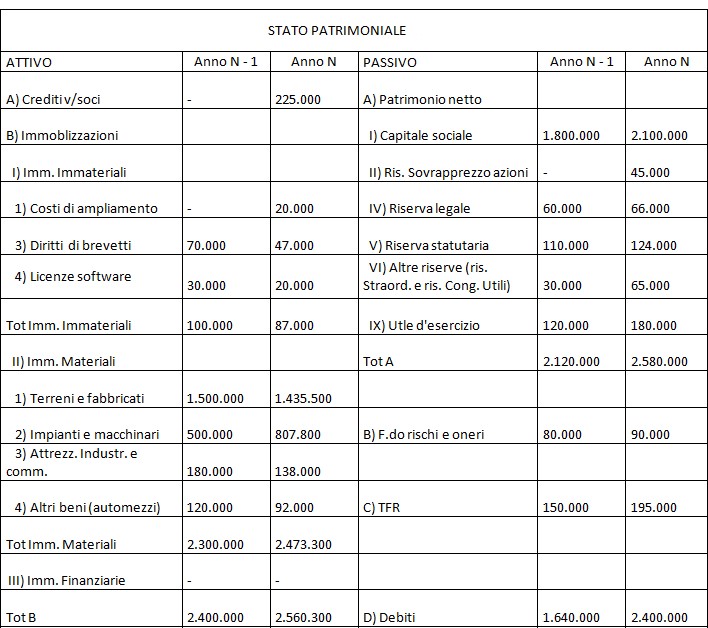 STATO PATRIMONIALE
ATTIVO Anno N - 1 Anno N PASSIVO Anno N - 1 Anno N
A) Crediti v/soci - 225.000 A) Patrimonio netto
B) Immoblizzazioni I) Capitale sociale 1.800.000 2.100.000
I) Imm. Immateriali II) Ris. Sovrapprezzo azioni - 45.000
1) Costi di ampliamento - 20.000 IV) Riserva legale 60.000 66.000
3) Diritti di brevetti 70.000 47.000 V) Riserva statutaria 110.000 124.000
4) Licenze software 30.000 20.000 VI) Altre riserve (ris.
Straord. e ris. Cong. Utili) 30.000 65.000
Tot Imm. Immateriali 100.000 87.000 IX) Utle d'esercizio 120.000 180.000
II) Imm. Materiali Tot A 2.120.000 2.580.000
1) Terreni e fabbricati 1.500.000 1.435.500
2) Impianti e macchinari 500.000 807.800 B) F.do rischi e oneri 80.000 90.000
3) Attrezz. Industr. e
comm. 180.000 138.000
4) Altri beni (automezzi) 120.000 92.000 C) TFR 150.000 195.000
Tot Imm. Materiali 2.300.000 2.473.300
III) Imm. Finanziarie - -
Tot B 2.400.000 2.560.300 D) Debiti 1.640.000 2.400.000